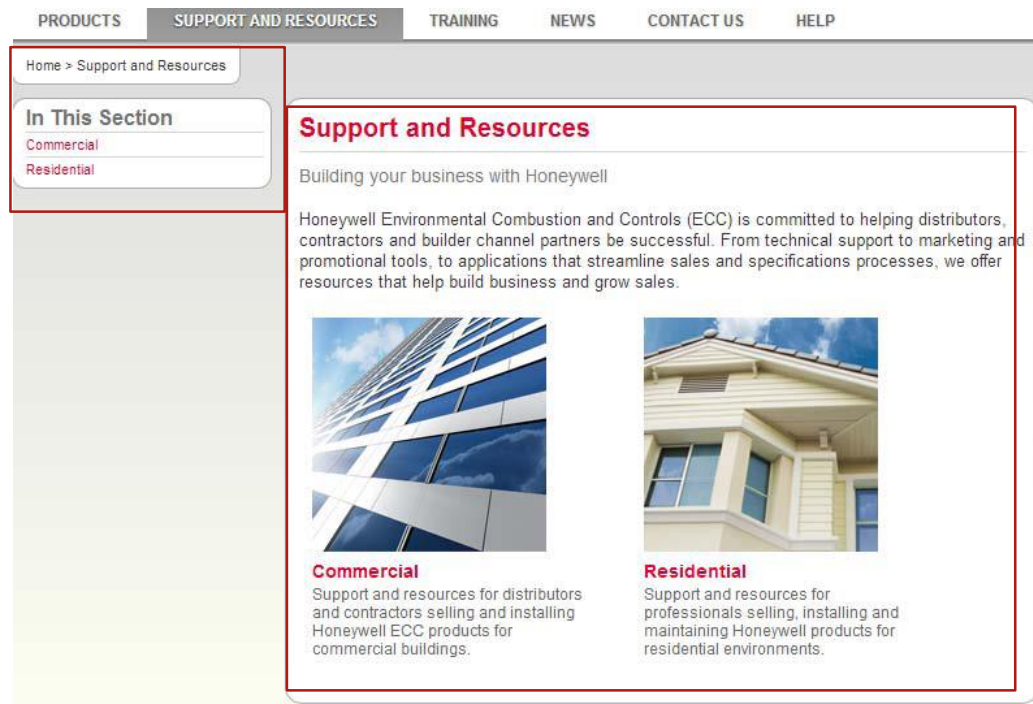 PRODUCTS SUPPORT AND RESOURCES TRAINING NEWS CONTACT US HELP
Home > Support and Resources
In This Section
Commercial
Residential
Support and Resources
Building your business with Honeywell
Honeywell Environmental Combustion and Controls (ECC) is committed to helping distributors,
contractors and builder channel partners be successful. From technical support to marketing and
promotional tools, to applications that streamline sales and specifications processes, we offer
resources that help build business and grow sales.
Commercial
Support and resources for distributors
and contractors selling and installing
Honeywell ECC products for
commercial buildings.
Residential
Support and resources for
professionals selling, installing and
maintaining Honeywell products for
residential environments.